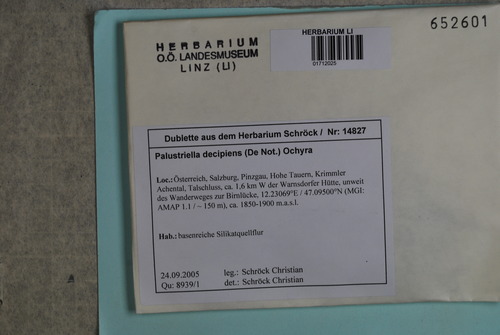 652601
HERBARIUM
O.Ö. LANDESMUSEUM
LINZ (LI)
HERBARIUM LI
01712025
Dublette aus dem Herbarium Schröck / Nr: 14827
Palustriella decipiens (De Not.) Ochyra
Loc.: Österreich, Salzburg, Pinzgau, Hohe Tauern, Krimmler
Achental, Talschluss, ca. 1,6 km W der Warnsdorfer Hütte, unweit
des Wanderweges zur Birnlücke, 12.23069°E / 47.09500°N (MGI:
AMAP 1.1 / ~ 150 m), ca. 1850-1900 m.a.s.l.
Hab.: basenreiche Silikatquellflur
24.09.2005 leg.: Schröck Christian
Qu: 8939/1 det.: Schröck Christian